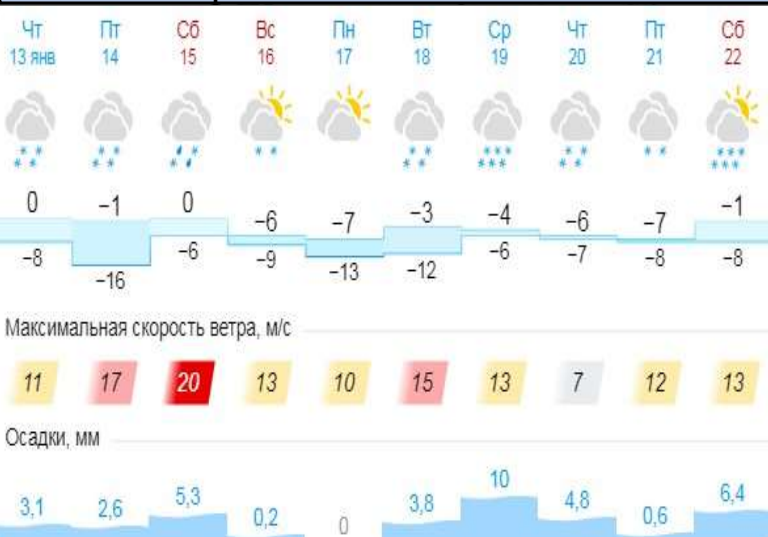 Чт Пт Сб Вс Пн Вт Ср Чт Пт Сб
13 янв 14 15 16 17 18 19 20 21 22
0 −1 0 −6 −7 −3 −4 −6 −7 −1
−8 −16 −6 −9 −13 −12 −6 −7 −8 −8
Максимальная скорость ветра, м/с
11 17 20 13 10 15 13 7 12 13
Осадки, мм
3,1 2,6 5,3 0,2 0 3,8 10 4,8 0,6 6,4